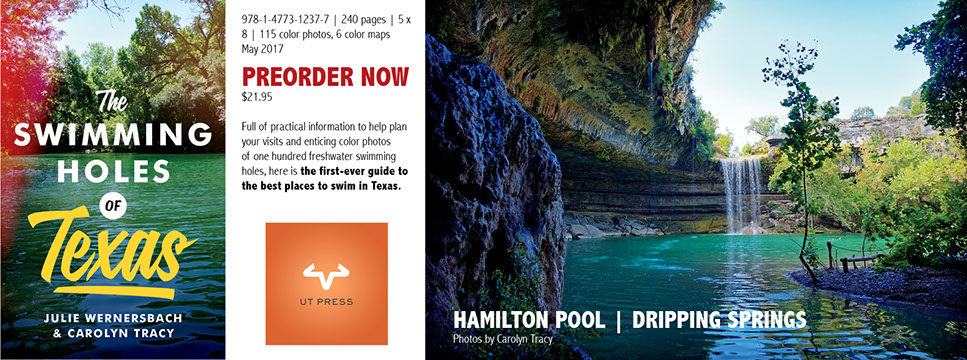 The
SWIMMING
HOLES
OF
Texas
JULIE WERNERSBACH
& CAROLYN TRACY
978-1-4773-1237-7 | 240 pages | 5 x
8 | 115 color photos, 6 color maps
May 2017
PREORDER NOW
$21.95
Full of practical information to help plan
your visits and enticing color photos
of one hundred freshwater swimming
holes, here is the first-ever guide to
the best places to swim in Texas.
UT PRESS
HAMILTON POOL | DRIPPING SPRINGS
Photos by Carolyn Tracy